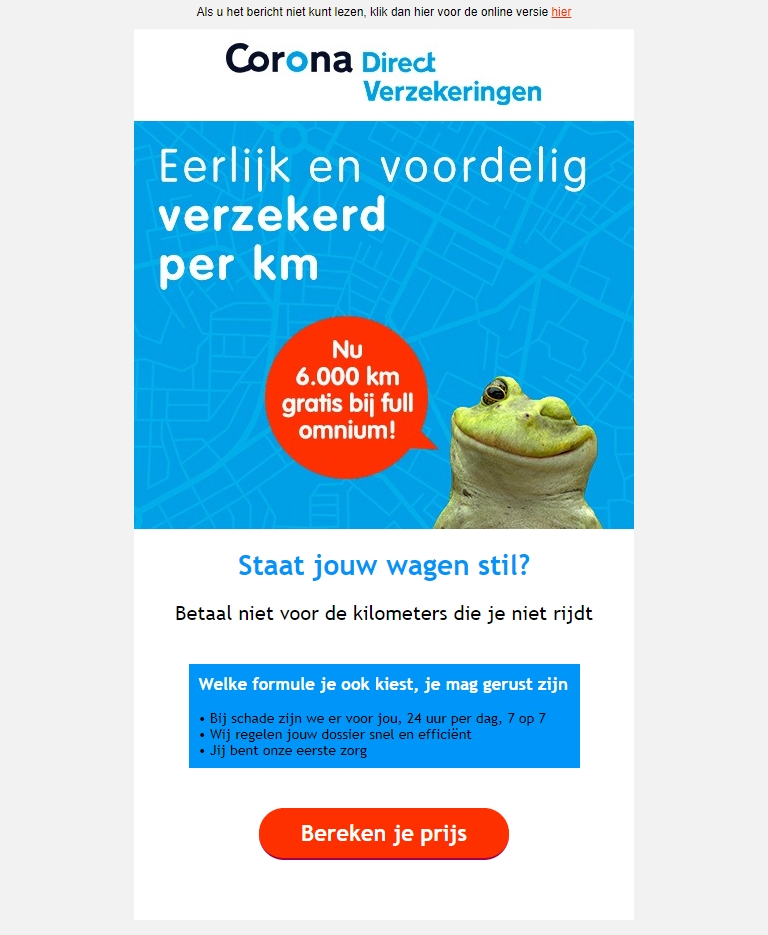 Als u het bericht niet kunt lezen, klik dan hier voor de online versie hier
Corona Direct
Verzekeringen
Eerlijk en voordelig
verzekerd
per km
Nu
6.000 km
gratis bij full
omnium!
Staat jouw wagen stil?
Betaal niet voor de kilometers die je niet rijdt
Welke formule je ook kiest, je mag gerust zijn
• Bij schade zijn we er voor jou, 24 uur per dag, 7 op 7
• Wij regelen jouw dossier snel en efficiënt
• Jij bent onze eerste zorg
Bereken je prijs